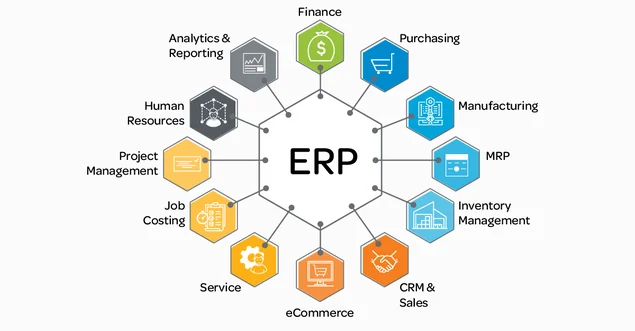 Finance
Purchasing
Manufacturing
MRP
Inventory
Management
CRM &
Sales
eCommerce
Service
Job
Costing
Project
Management
Human
Resources
Analytics &
Reporting
ERP
$